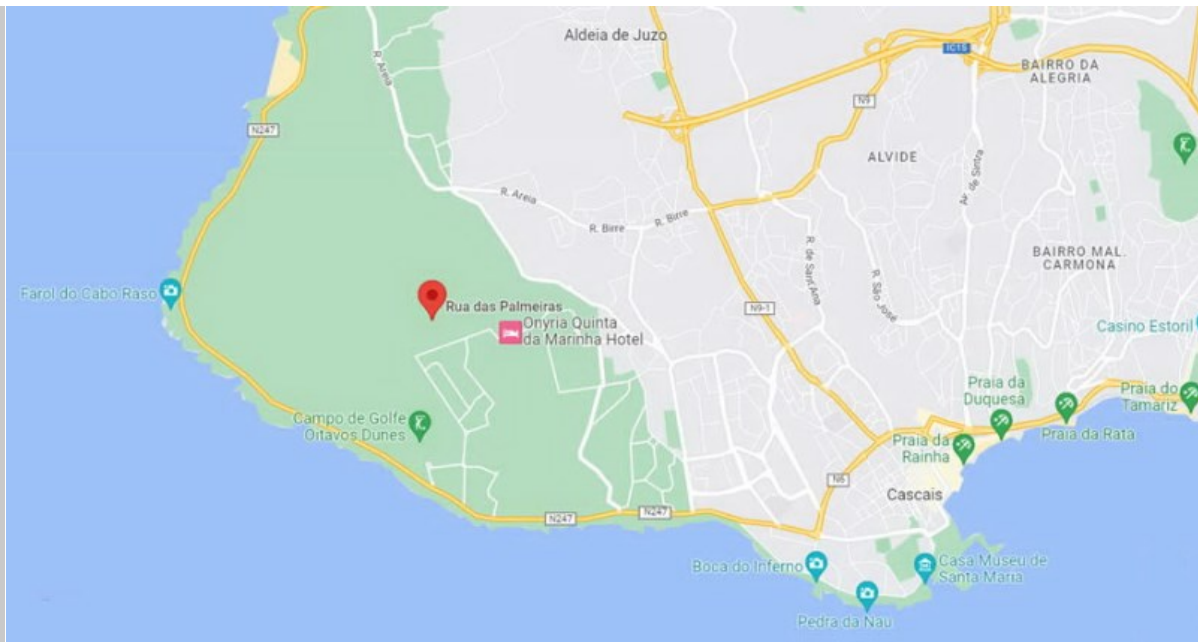 Aldeia de Juzo
IC15
BAIRRO DA
ALEGRIA
R. Areia
N9
N247
ALVIDE
Av. de Sintra
R. Areia
R. Birre
R. Birre
BAIRRO MAL.
CARMONA
R. de Sant'Ana
R. São José
Farol do Cabo Raso
Rua das Palmeiras
Onyria Quinta
da Marinha Hotel
N9-1
Casino Estoril
Praia da
Duquesa
Praia do
Tamariz
Campo de Golfe
Oitavos Dunes
Praia da Rata
Praia da
Rainha
N6
Cascais
N247
N247
Boca do Inferno
Casa Museu de
Santa Maria
Pedra da Nau